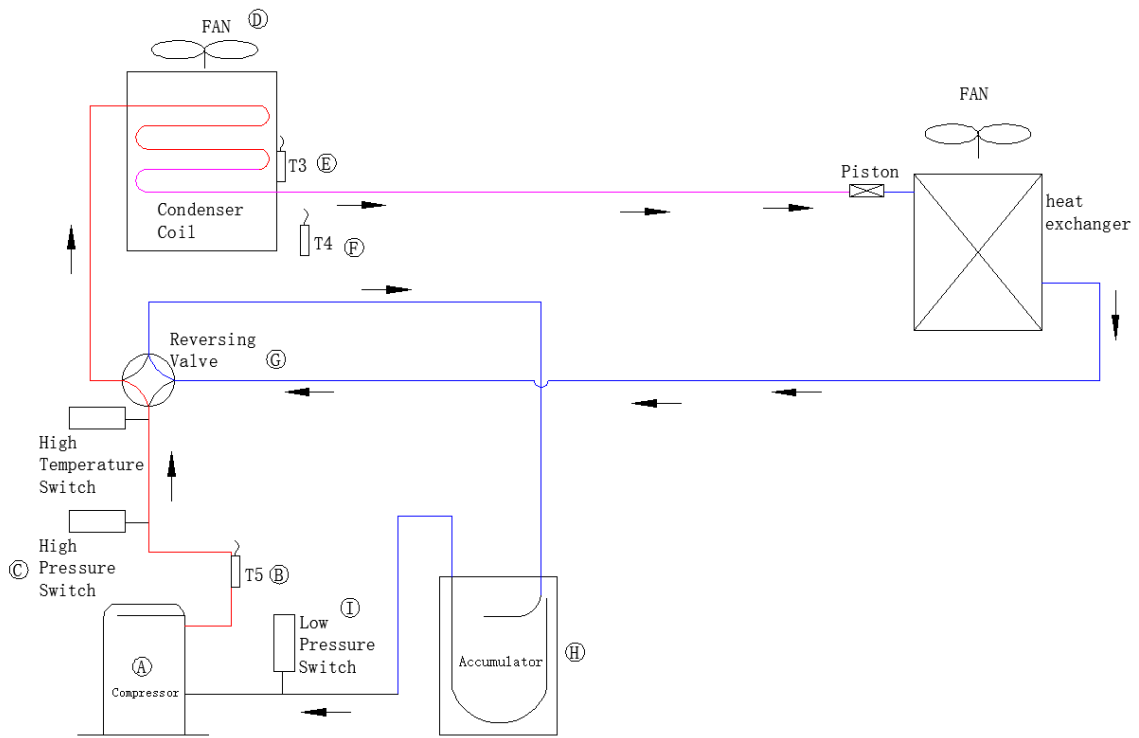 FAN Ⓓ
FAN
T3 Ⓔ
Piston
Condenser
Coil
heat
exchanger
T4 Ⓕ
Reversing
Valve Ⓖ
High
Temperature
Switch
High
Ⓒ Pressure
Switch
T5 Ⓑ
Ⓘ
Low
Pressure
Switch
Accumulator Ⓗ
Ⓐ
Compressor